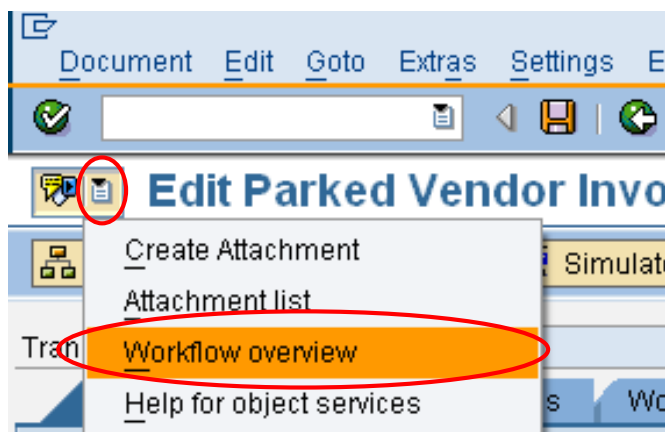 Document Edit Goto Extras Settings E
Edit Parked Vendor Invo
Create Attachment
Simulate
Attachment list
Tran
Workflow overview
Help for object services
s Wo